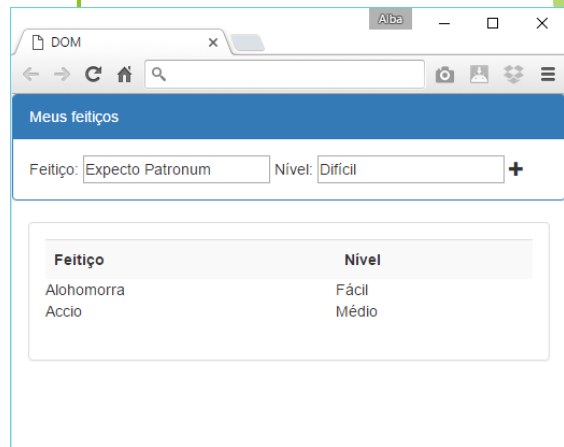 Alba
DOM
Meus feitiços
Feitiço: Expecto Patronum Nível: Difícil
Feitiço Nível
Alohomorra Fácil
Accio Médio